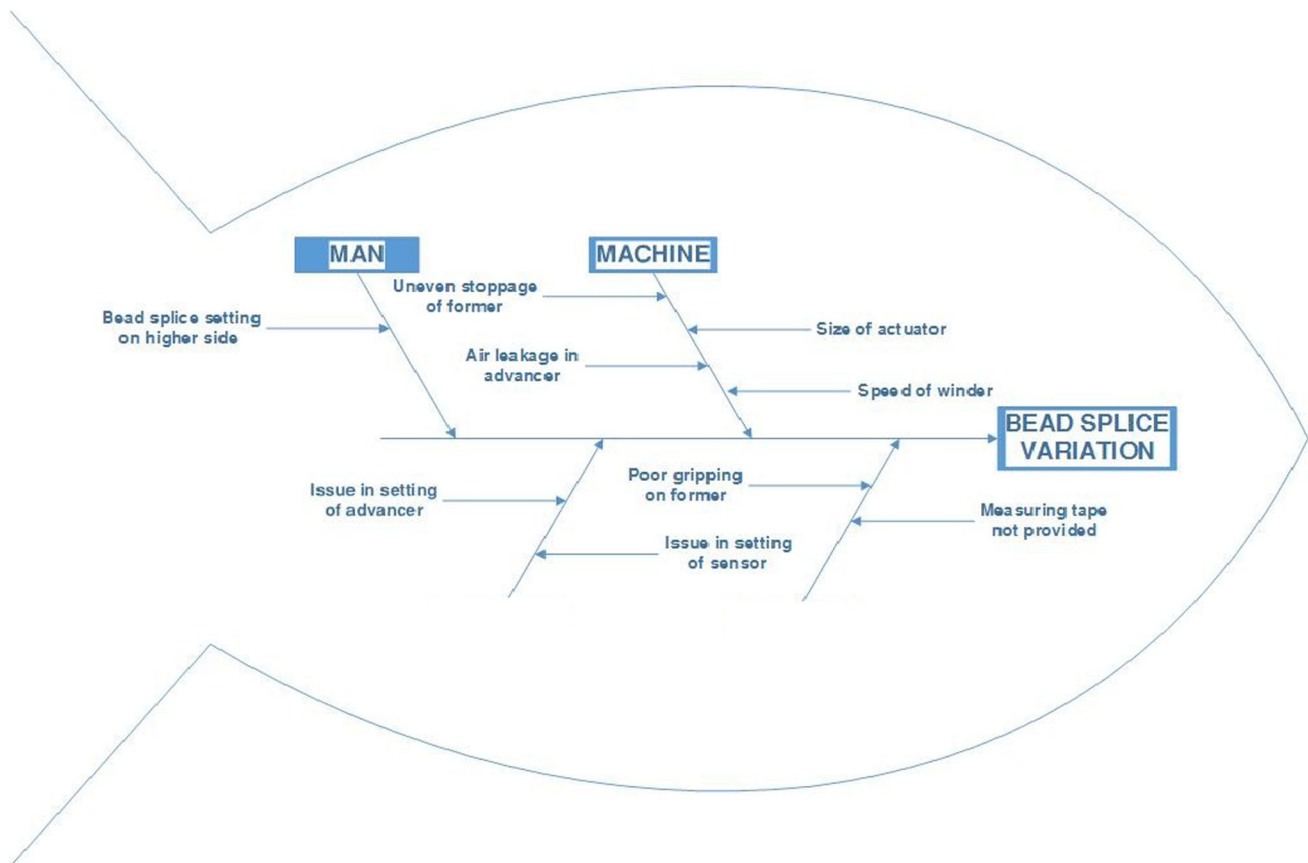 MAN
MACHINE
Uneven stoppage
of former
Bead splice setting
on higher side
Size of actuator
Air leakage in
advancer
Speed of winder
BEAD SPLICE
VARIATION
Issue in setting
of advancer
Poor gripping
on former
Measuring tape
not provided
Issue in setting
of sensor